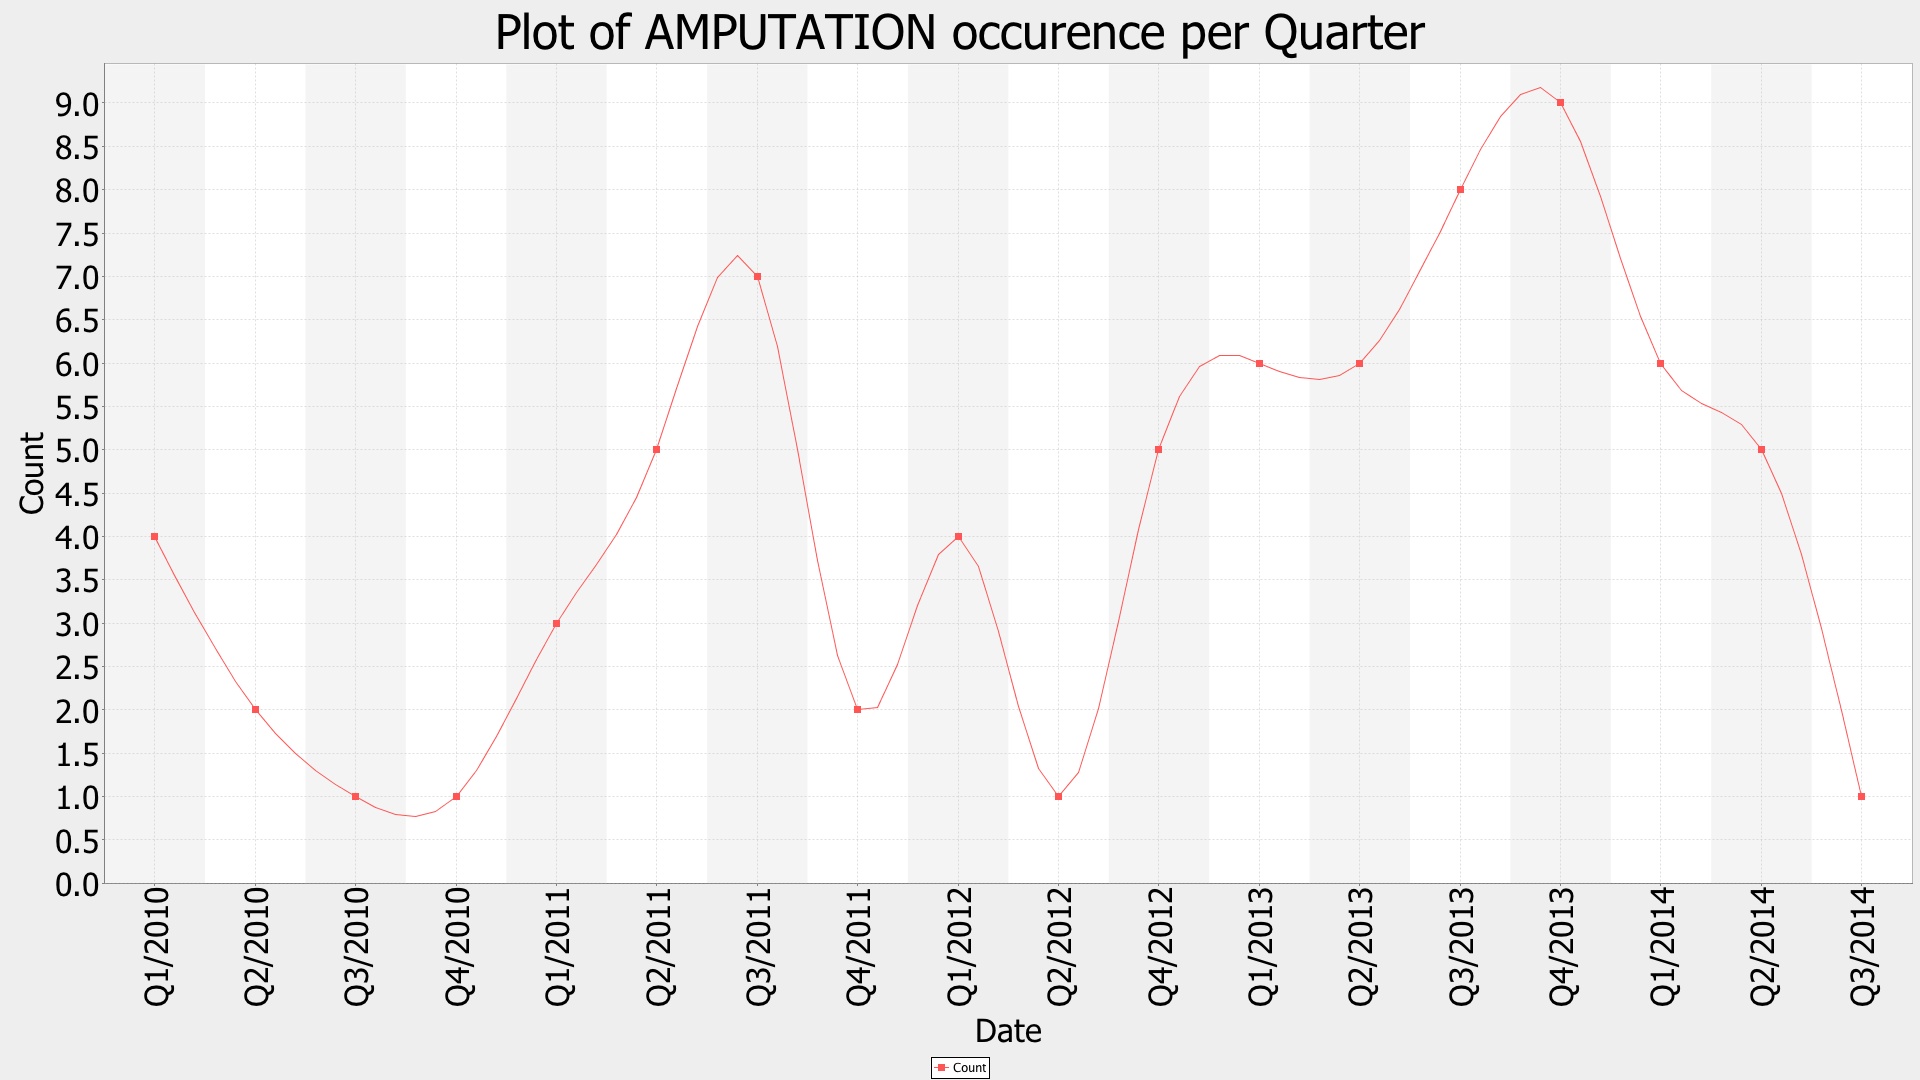 Plot of AMPUTATION occurence per Quarter
Count
9.0
8.5
8.0
7.5
7.0
6.5
6.0
5.5
5.0
4.5
4.0
3.5
3.0
2.5
2.0
1.5
1.0
0.5
0.0
Q1/2010
Q2/2010
Q3/2010
Q4/2010
Q1/2011
Q2/2011
Q3/2011
Q4/2011
Q1/2012
Q2/2012
Q4/2012
Q1/2013
Q2/2013
Q3/2013
Q4/2013
Q1/2014
Q2/2014
Q3/2014
Date
Count